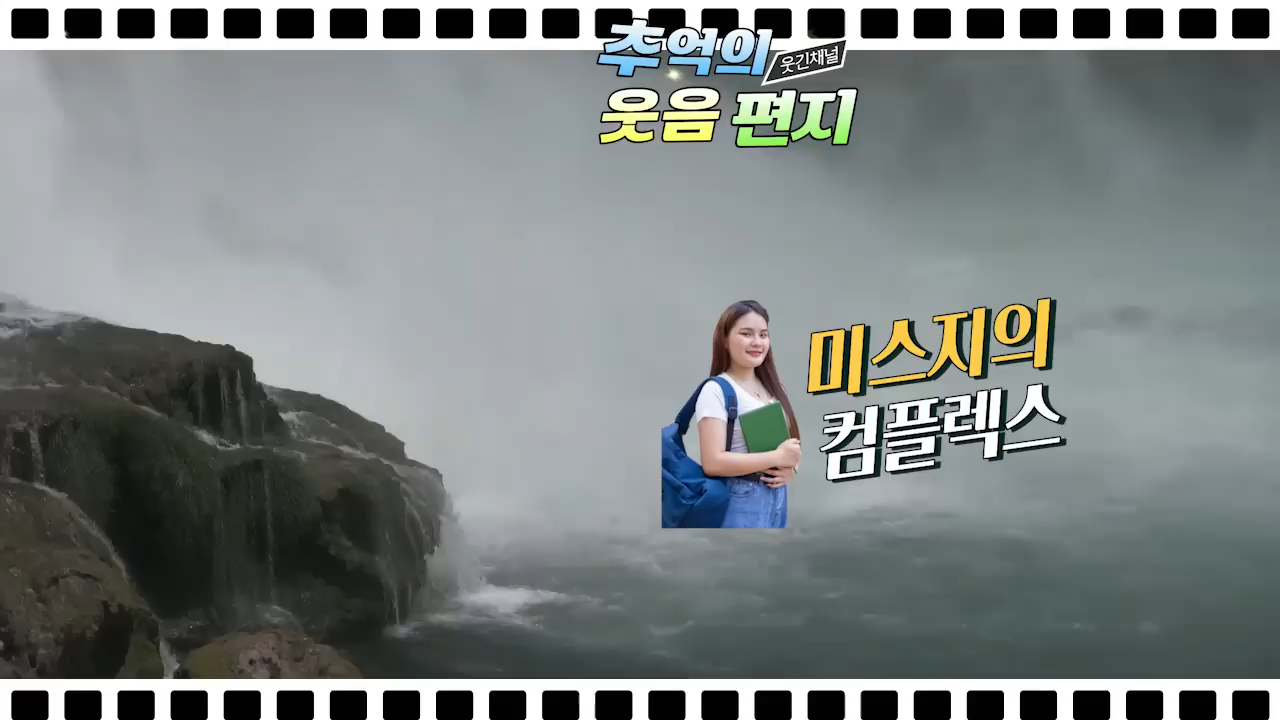 추억의
웃긴채널
웃음 편지
미스지의
컴플렉스